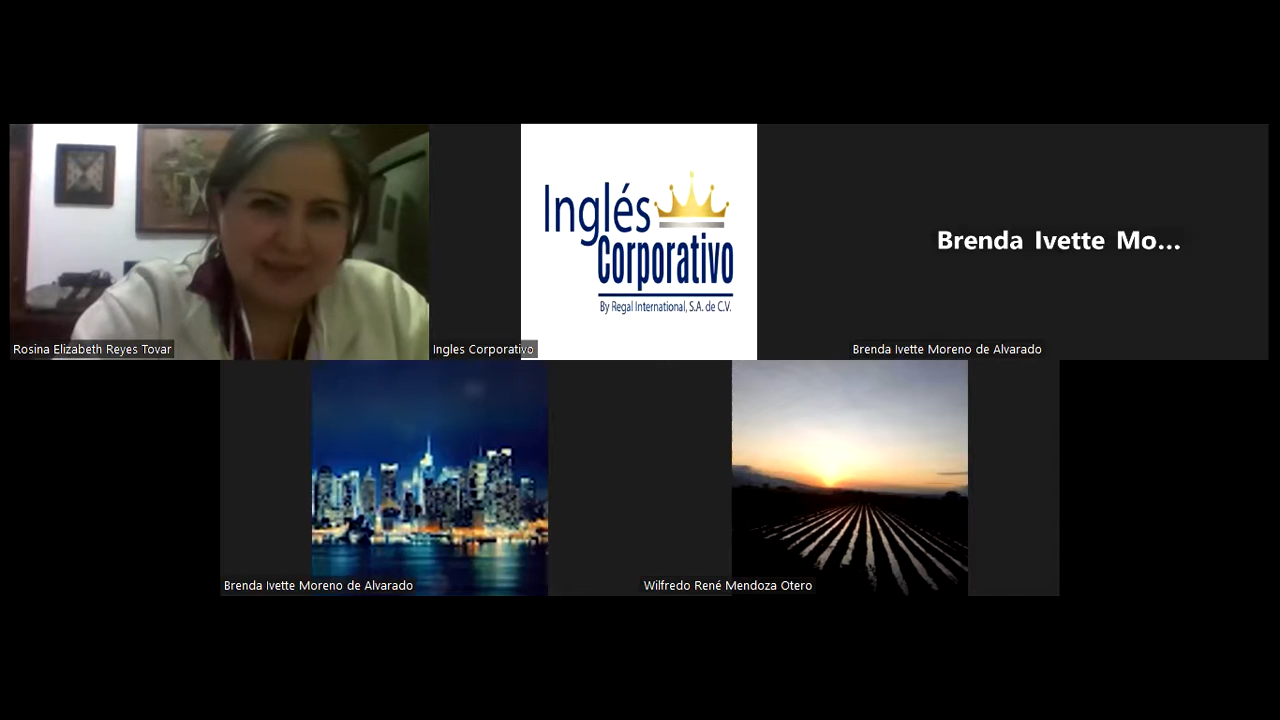 Inglés
Corporativo
By Regal International, S.A. de C.V.
Brenda Ivette Mo...
Rosina Elizabeth Reyes Tovar
Ingles Corporativo
Brenda Ivette Moreno de Alvarado
Brenda Ivette Moreno de Alvarado
Wilfredo René Mendoza Otero